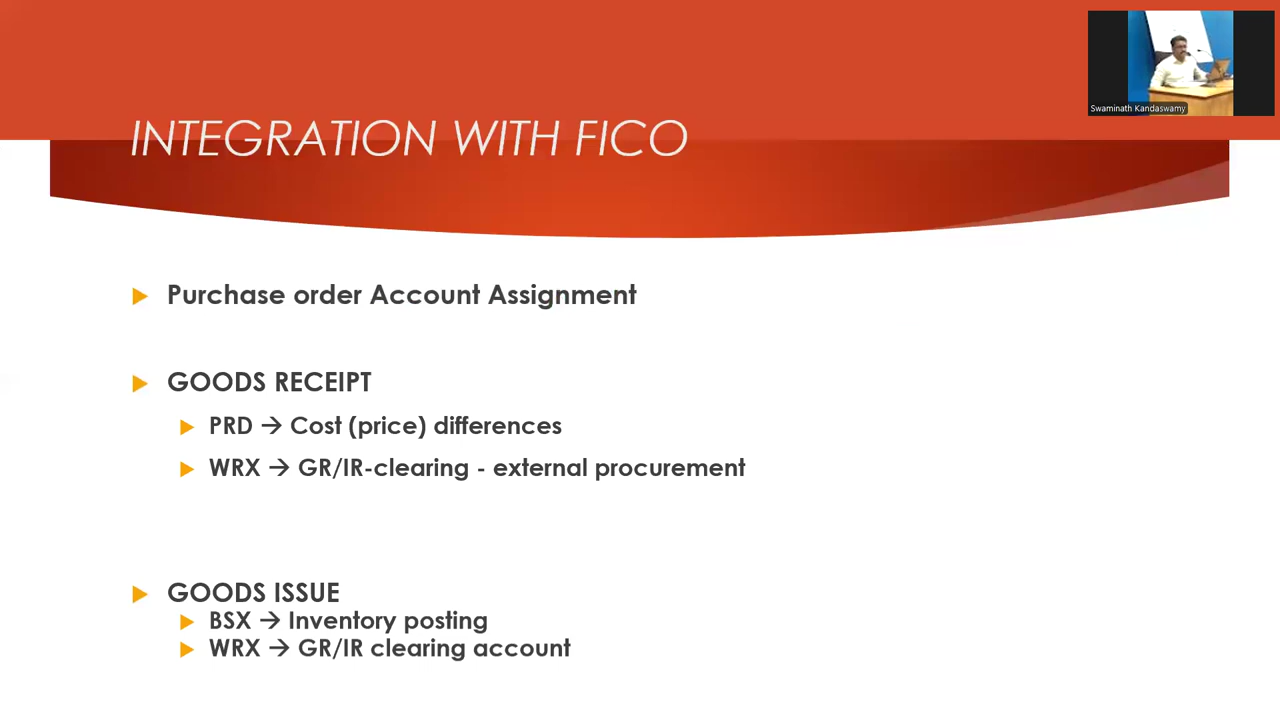 Swaminath Kandaswamy
INTEGRATION WITH FICO
Purchase order Account Assignment
GOODS RECEIPT
PRD → Cost (price) differences
WRX → GR/IR-clearing - external procurement
GOODS ISSUE
BSX → Inventory posting
WRX → GR/IR clearing account